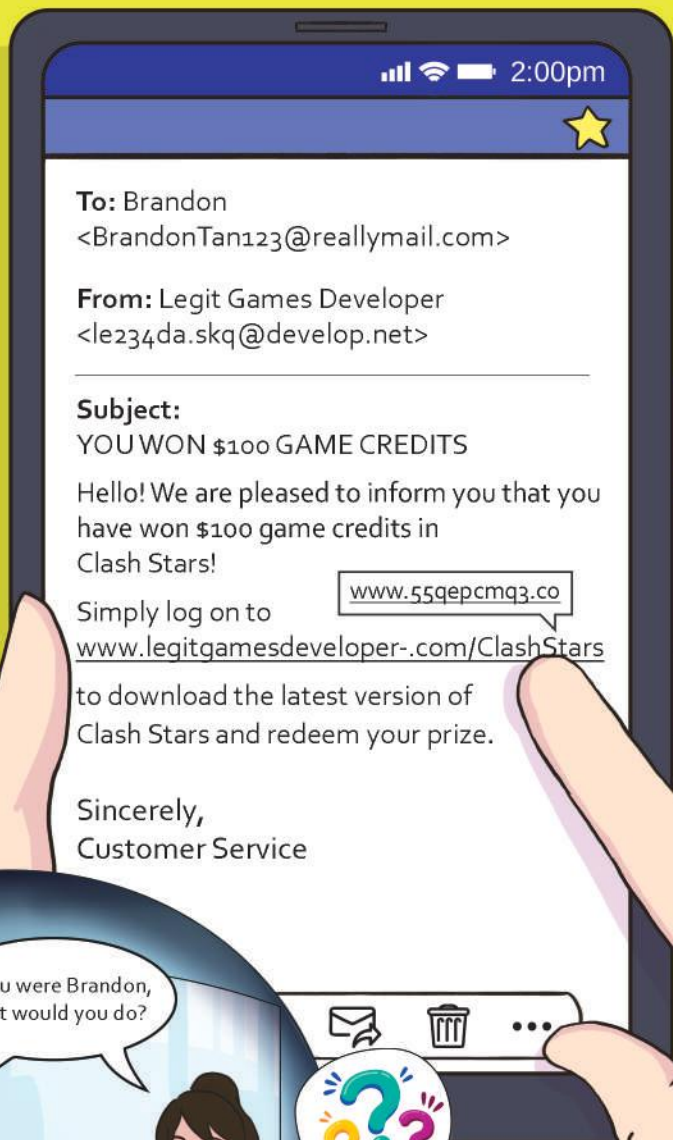 2:00pm
To: Brandon
<BrandonTan123@reallymail.com>
From: Legit Games Developer
<le234da.skq@develop.net>
Subject:
YOU WON $100 GAME CREDITS
Hello! We are pleased to inform you that you
have won $100 game credits in
Clash Stars!
www.55qepcmq3.co
Simply log on to
www.legitgamesdeveloper-.com/ClashStars
to download the latest version of
Clash Stars and redeem your prize.
Sincerely,
Customer Service
were Brandon,
would you do?
???